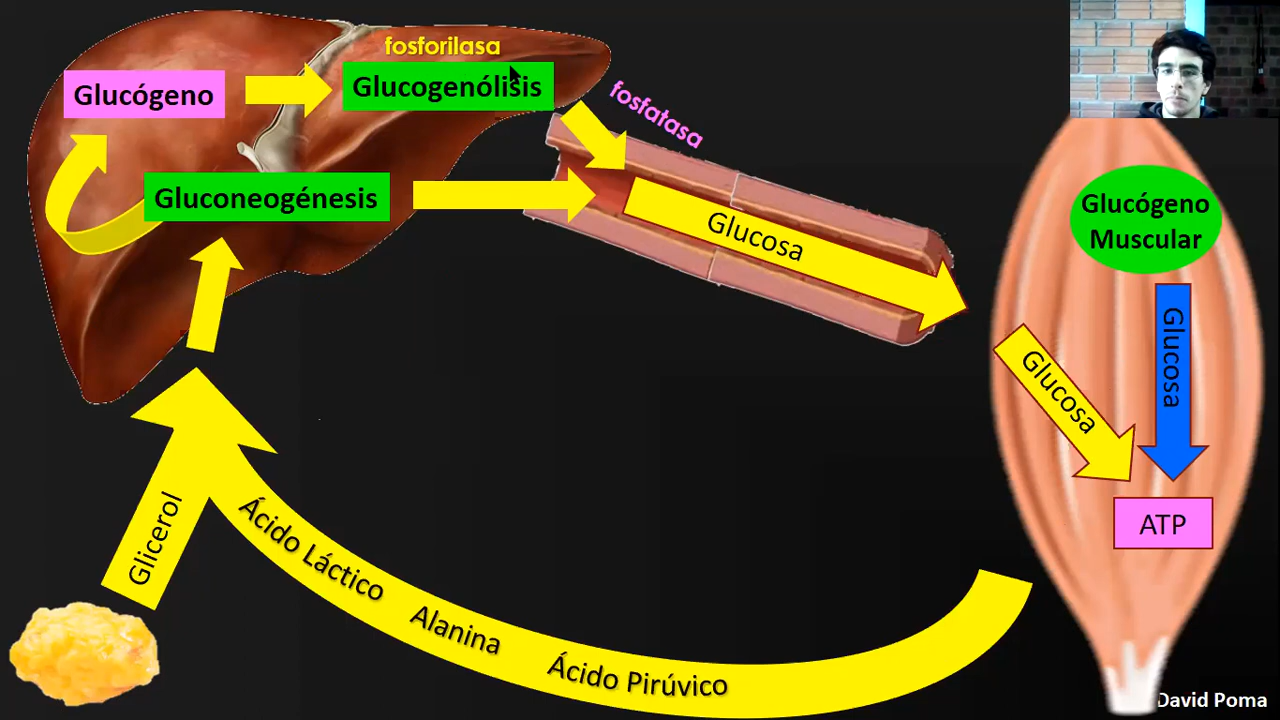 fosforilasa
Glucógeno
Glucogenólisis
fosfatasa
Gluconeogénesis
Glucosa
Glucógeno
Muscular
Glucosa
Glucosa
ATP
Glicerol
Ácido Láctico
Alanina
Ácido Pirúvico
David Poma